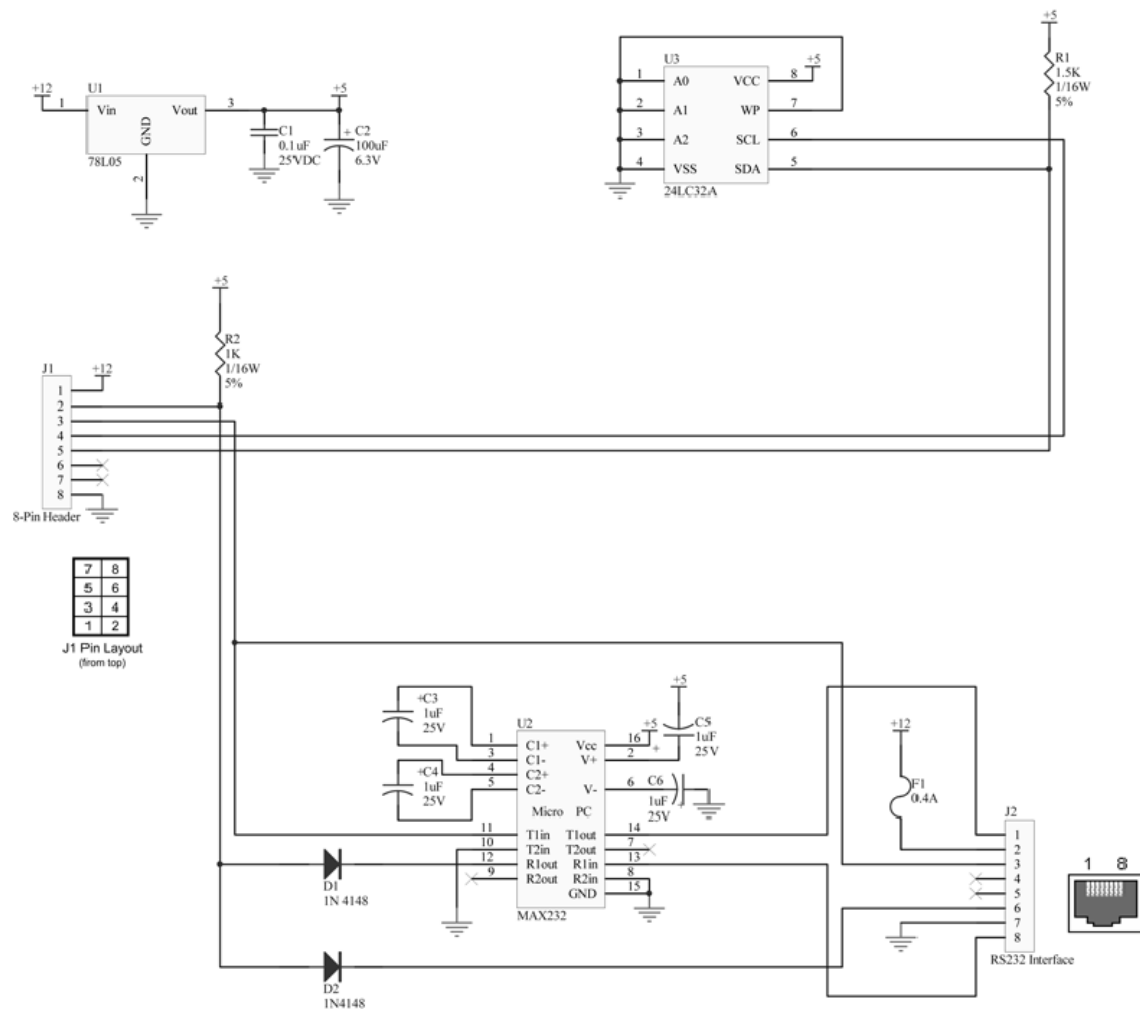 +12
U1
1
Vin
Vout
3
GND
2
78L05
+5
C1
0.1uF
25VDC
+
C2
100uF
6.3V
U3
1
A0
VCC
8
+5
2
A1
WP
7
3
A2
SCL
6
4
VSS
SDA
5
24LC32A
+5
R1
1.5K
1/16W
5%
+5
R2
1K
1/16W
5%
J1
+12
1
2
3
4
5
6
7
8
8-Pin Header
7 8
5 6
3 4
1 2
J1 Pin Layout
(from top)
+C3
1uF
25V
+C4
1uF
25V
U2
1
C1+
Vcc
16
+5
3
C1-
V+
2
4
C2+
5
C2-
V-
6
Micro PC
11
T1in
T1out
14
10
T2in
T2out
7
12
R1out
R1in
13
9
R2out
R2in
8
GND
15
MAX232
+5
C5
1uF
25V
+
C6
1uF
25V
+
D1
1N 4148
D2
1N4148
+12
F1
0.4A
J2
1
2
3
4
5
6
7
8
RS232 Interface
1 8